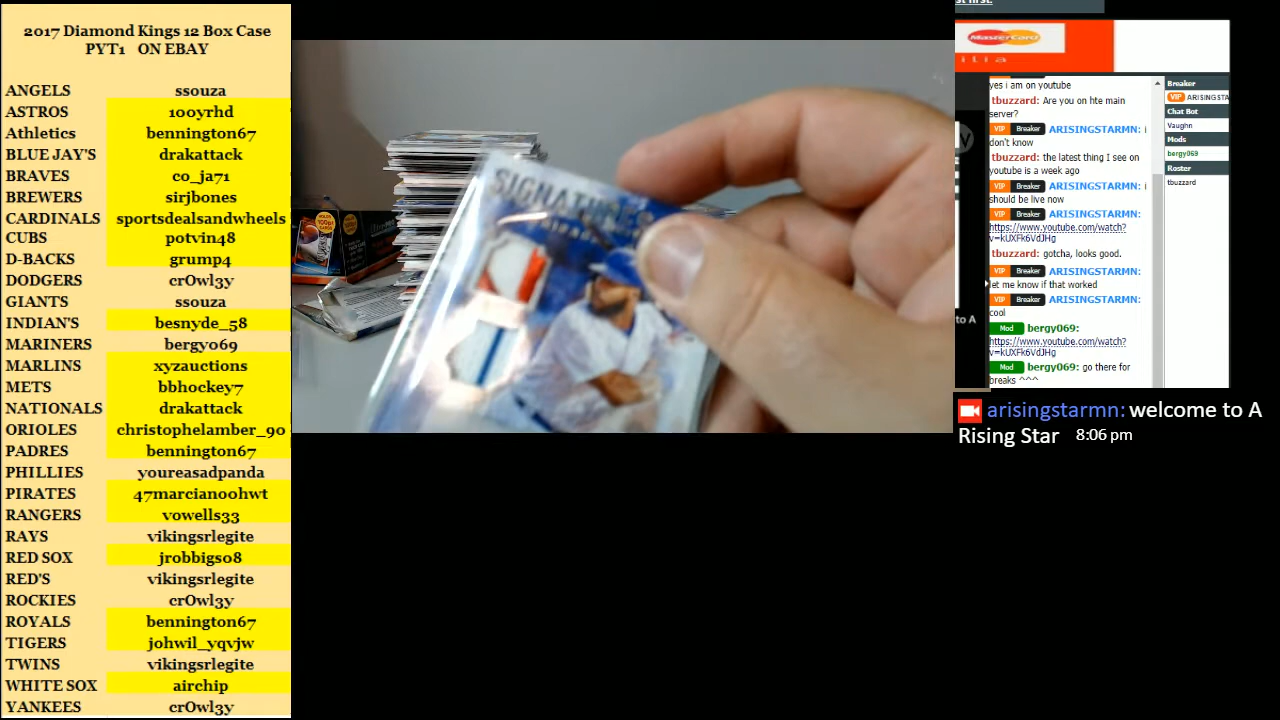 2017 Diamond Kings 12 Box Case
PYT1 ON EBAY
ANGELS ssouza
ASTROS 100yrhd
Athletics bennington67
BLUE JAY'S drakattack
BRAVES co_ja71
BREWERS sirjbones
CARDINALS sportsdealsandwheels
CUBS potvin48
D-BACKS grump4
DODGERS crOwl3y
GIANTS ssouza
INDIAN'S besnyde_58
MARINERS bergy069
MARLINS xyzauctions
METS bbhockey7
NATIONALS drakattack
ORIOLES christophelamber_90
PADRES bennington67
PHILLIES youreasadpanda
PIRATES 47marcianoohwt
RANGERS vowells33
RAYS vikingsrlegite
RED SOX jrobbigs08
RED'S vikingsrlegite
ROCKIES crOwl3y
ROYALS bennington67
TIGERS johwil_yqvjw
TWINS vikingsrlegite
WHITE SOX airchip
YANKEES crOwl3y
SIGNATURES
st first.
MasterCard
ilia
yes i am on youtube
tbuzzard: Are you on hte main
server?
VIP Breaker ARISINGSTARMN: i
don't know
tbuzzard: the latest thing I see on
youtube is a week ago
VIP Breaker ARISINGSTARMN: i
should be live now
VIP Breaker ARISINGSTARMN:
https://www.youtube.com/watch?
v=kUXFk6VdJHg
tbuzzard: gotcha, looks good.
VIP Breaker ARISINGSTARMN:
let me know if that worked
VIP Breaker ARISINGSTARMN:
cool
Mod bergy069:
https://www.youtube.com/watch?
v=kUXFk6VdJHg
Mod bergy069: go there for
breaks ^^^
Breaker
VIP ARISINGSTA
Chat Bot
Vaughn
Mods
bergy069
Roster
tbuzzard
to A
arisingstarmn: welcome to A
Rising Star 8:06 pm